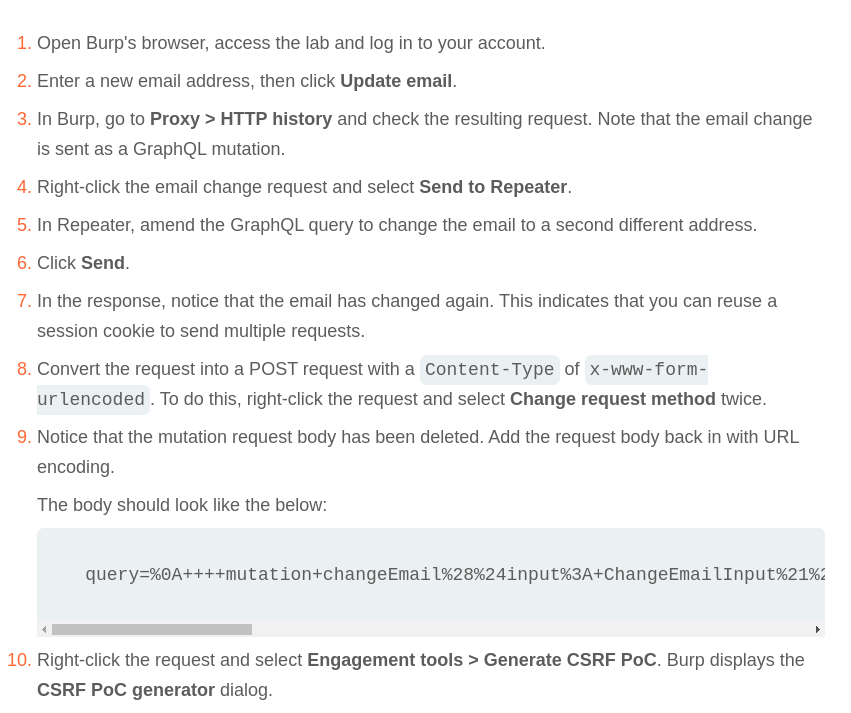 1. Open Burp's browser, access the lab and log in to your account.
2. Enter a new email address, then click Update email.
3. In Burp, go to Proxy > HTTP history and check the resulting request. Note that the email change
is sent as a GraphQL mutation.
4. Right-click the email change request and select Send to Repeater.
5. In Repeater, amend the GraphQL query to change the email to a second different address.
6. Click Send.
7. In the response, notice that the email has changed again. This indicates that you can reuse a
session cookie to send multiple requests.
8. Convert the request into a POST request with a Content-Type of x-www-form-
urlencoded. To do this, right-click the request and select Change request method twice.
9. Notice that the mutation request body has been deleted. Add the request body back in with URL
encoding.
The body should look like the below:
query=%0A++++mutation+changeEmail%28%24input%3A+ChangeEmailInput%21%2
10. Right-click the request and select Engagement tools > Generate CSRF PoC. Burp displays the
CSRF PoC generator dialog.